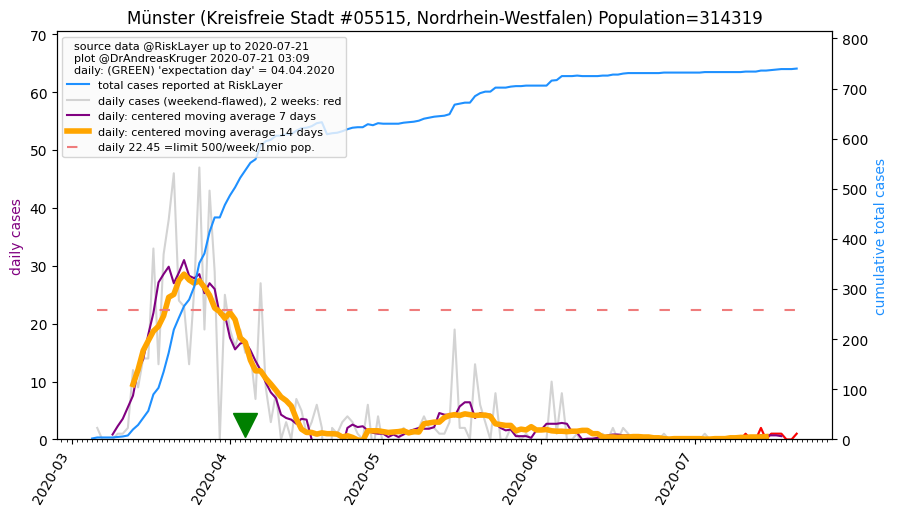 Münster (Kreisfreie Stadt #05515, Nordrhein-Westfalen) Population=314319
source data @RiskLayer up to 2020-07-21
plot @DrAndreasKruger 2020-07-21 03:09
daily: (GREEN) 'expectation day' = 04.04.2020
total cases reported at RiskLayer
daily cases (weekend-flawed), 2 weeks: red
daily: centered moving average 7 days
daily: centered moving average 14 days
daily 22.45 =limit 500/week/1mio pop.
daily cases
70
60
50
40
30
20
10
0
cumulative total cases
800
700
600
500
400
300
200
100
0
2020-03
2020-04
2020-05
2020-06
2020-07